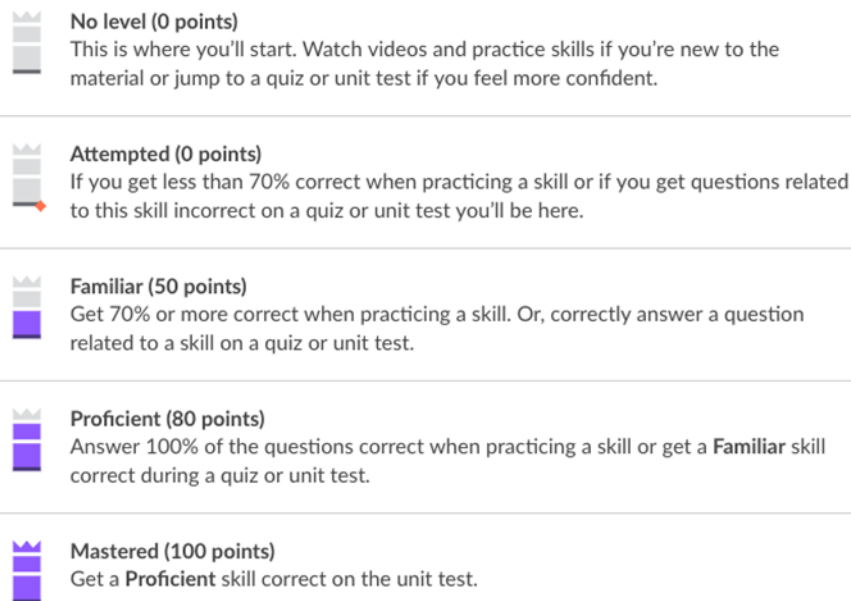 No level (0 points)
This is where you'll start. Watch videos and practice skills if you're new to the
material or jump to a quiz or unit test if you feel more confident.
Attempted (0 points)
If you get less than 70% correct when practicing a skill or if you get questions related
to this skill incorrect on a quiz or unit test you'll be here.
Familiar (50 points)
Get 70% or more correct when practicing a skill. Or, correctly answer a question
related to a skill on a quiz or unit test.
Proficient (80 points)
Answer 100% of the questions correct when practicing a skill or get a Familiar skill
correct during a quiz or unit test.
Mastered (100 points)
Get a Proficient skill correct on the unit test.